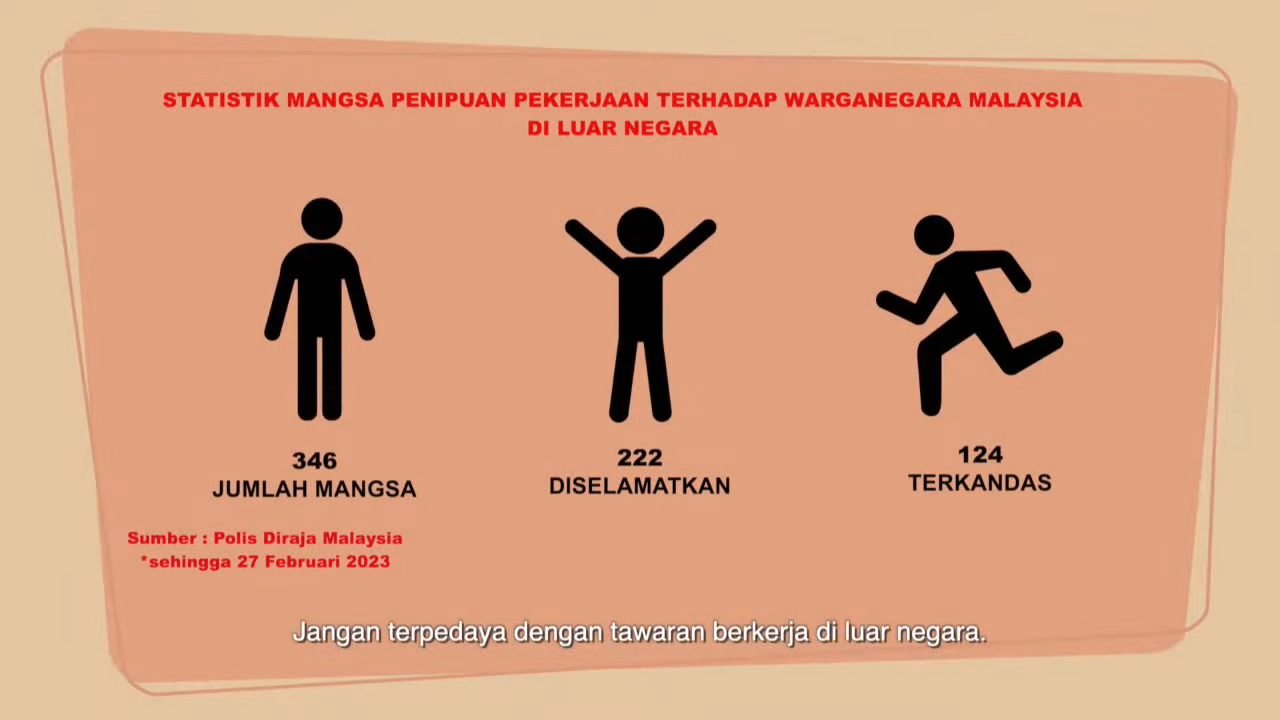 STATISTIK MANGSA PENIPUAN PEKERJAAN TERHADAP WARGANEGARA MALAYSIA
DI LUAR NEGARA
346
JUMLAH MANGSA
222
DISELAMATKAN
124
TERKANDAS
Sumber : Polis Diraja Malaysia
*sehingga 27 Februari 2023
Jangan terpedaya dengan tawaran berkerja di luar negara.